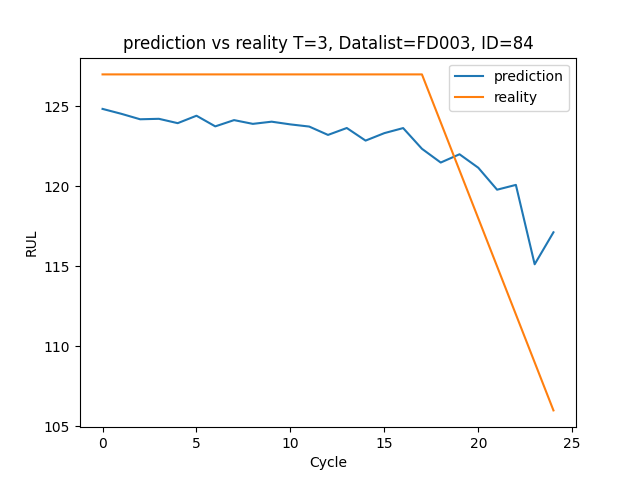 prediction vs reality T=3, Datalist=FD003, ID=84
prediction
reality
125
120
115
110
105
RUL
0 5 10 15 20 25
Cycle